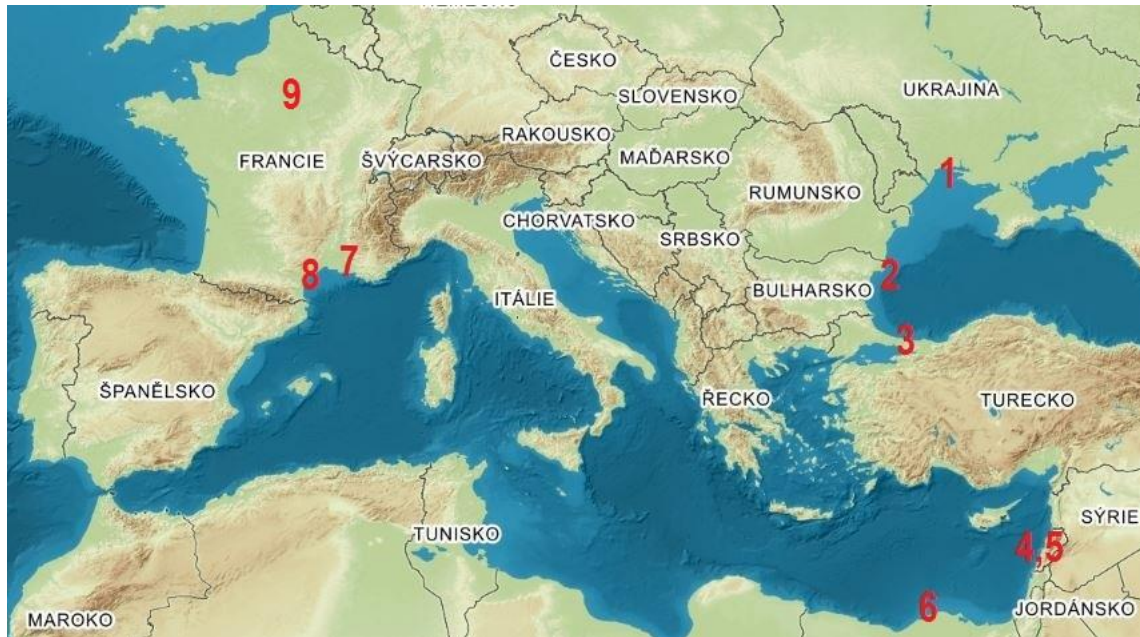 ČESKO
UKRAJINA
9
SLOVENSKO
RAKOUSKO
FRANCIE
ŠVÝCARSKO
MAĎARSKO
1
RUMUNSKO
CHORVATSKO
SRBSKO
7
8
2
ITÁLIE
BULHARSKO
3
ŠPANĚLSKO
ŘECKO
TURECKO
SÝRIE
TUNISKO
4,5
6
JORDÁNSKO
MAROKO